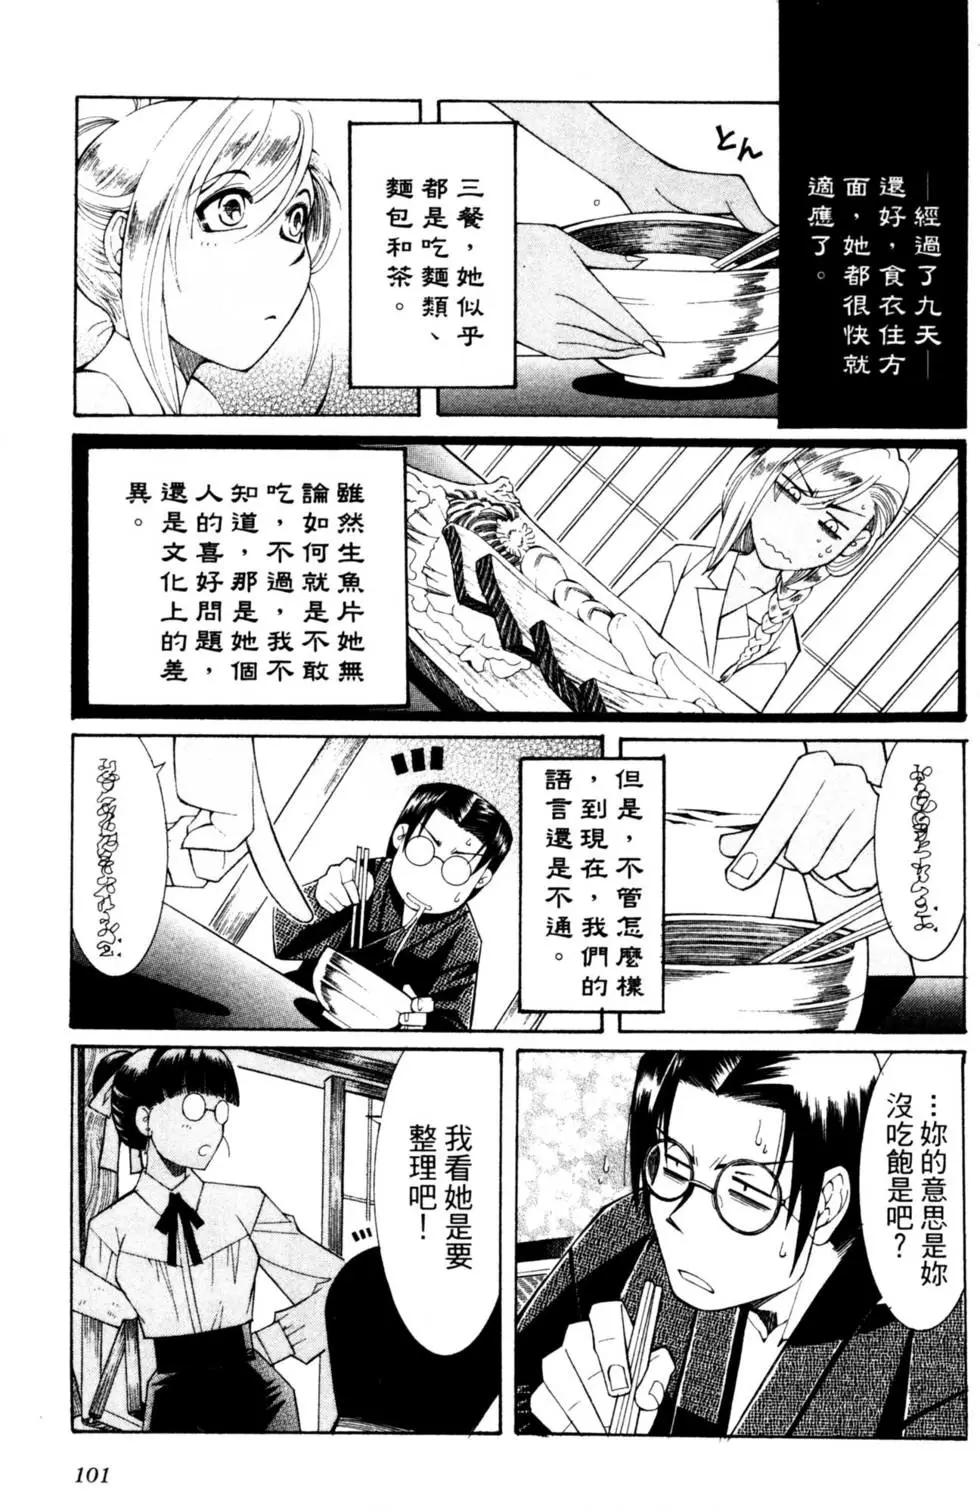 —經過了九天—
還好，食衣住方
面，她都很快就
適應了。
とん
三餐，她似乎
都是吃麵類、
麵包和茶。
雖然生魚片她無
論如何就是不敢
吃，不過，我不
知道，那是她個
人的喜好問題，
還是文化上的差
異。
但是，不管怎麼樣
，到現在，我們的
語言還是不通。
…妳的意思是妳
沒吃飽是吧？
我看她是要
整理吧！
101